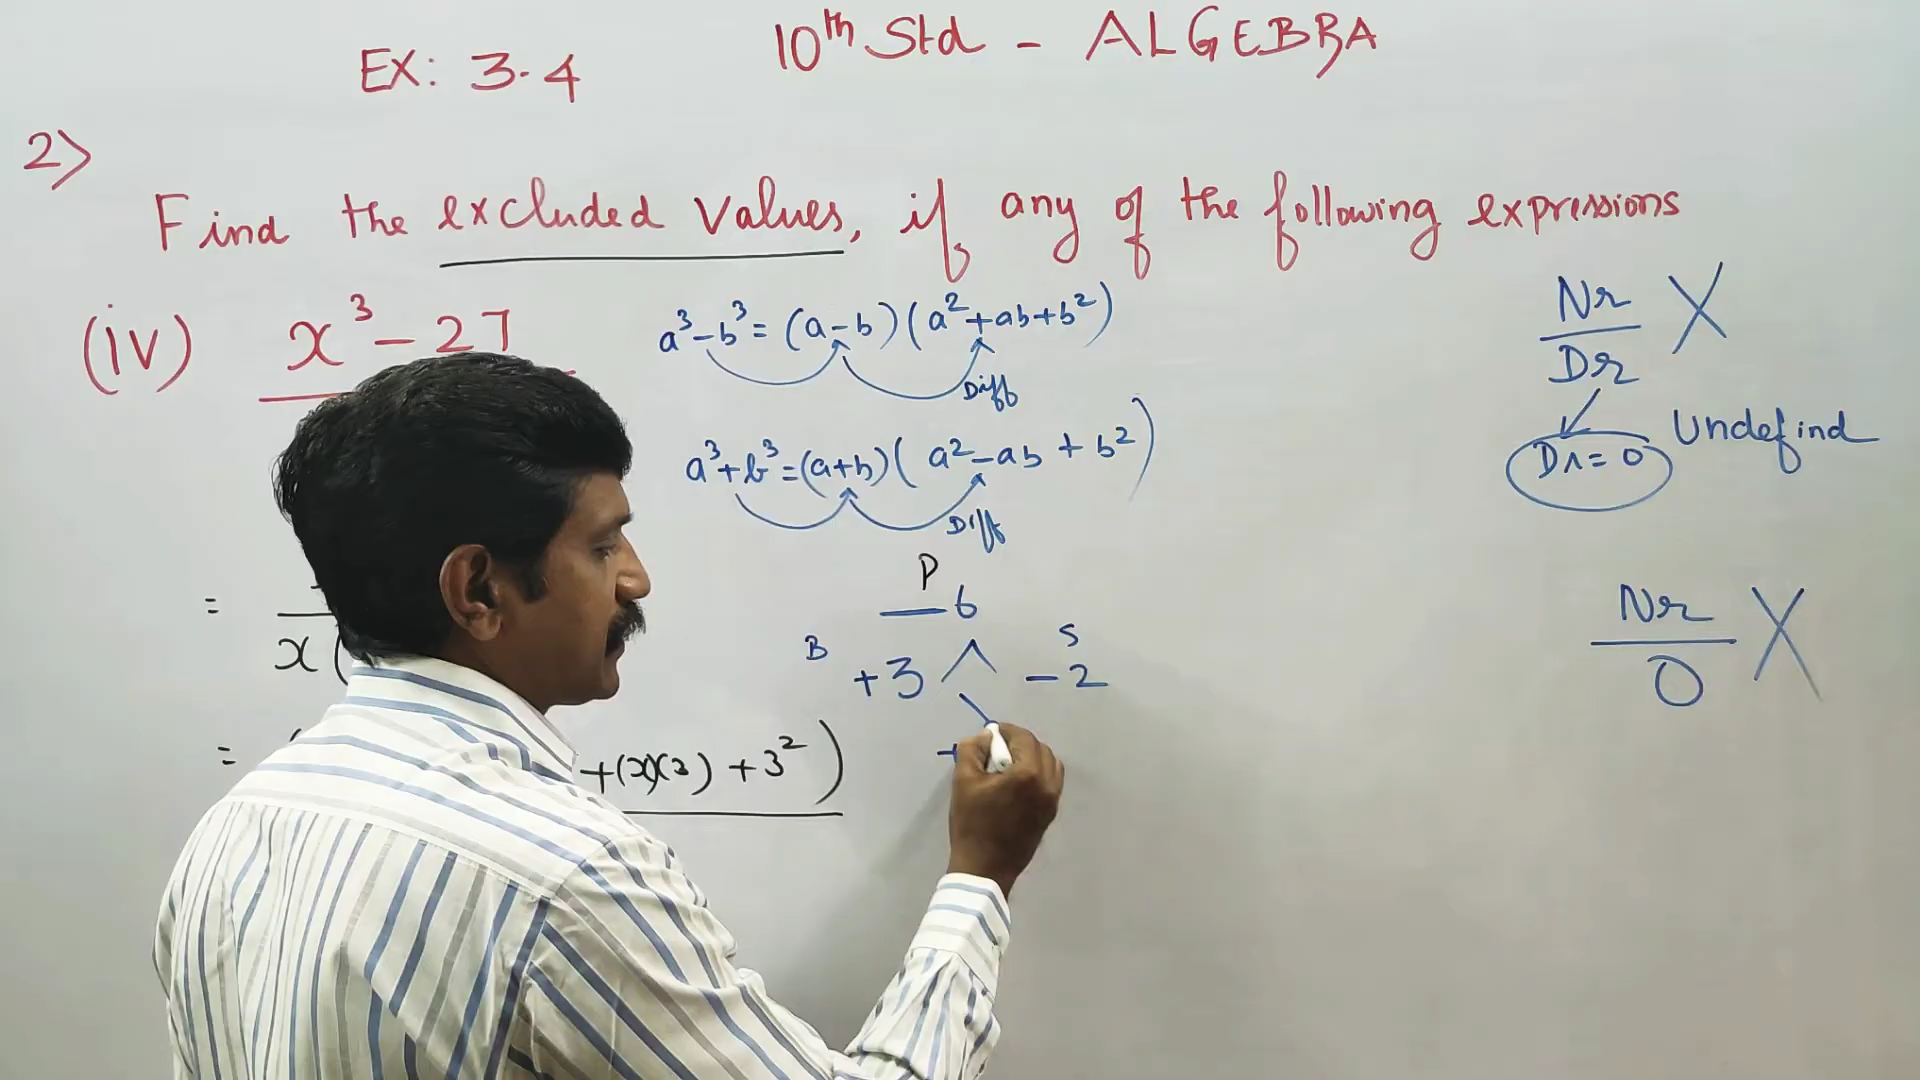 EX: 3.4
10th Std - ALGEBRA
2>
Find the excluded values, if any of the following expressions
(iv) x³ - 27
a³ - b³ = (a - b)(a² + ab + b²)
Diff
a³ + b³ = (a+b)(a² - ab + b²)
Diff
Nr X
Dr
Dr = 0 Undefind
P
-6
B S
+3 -2
+
=
x(
=
+(x)(3) + 3²)
Nr X
0